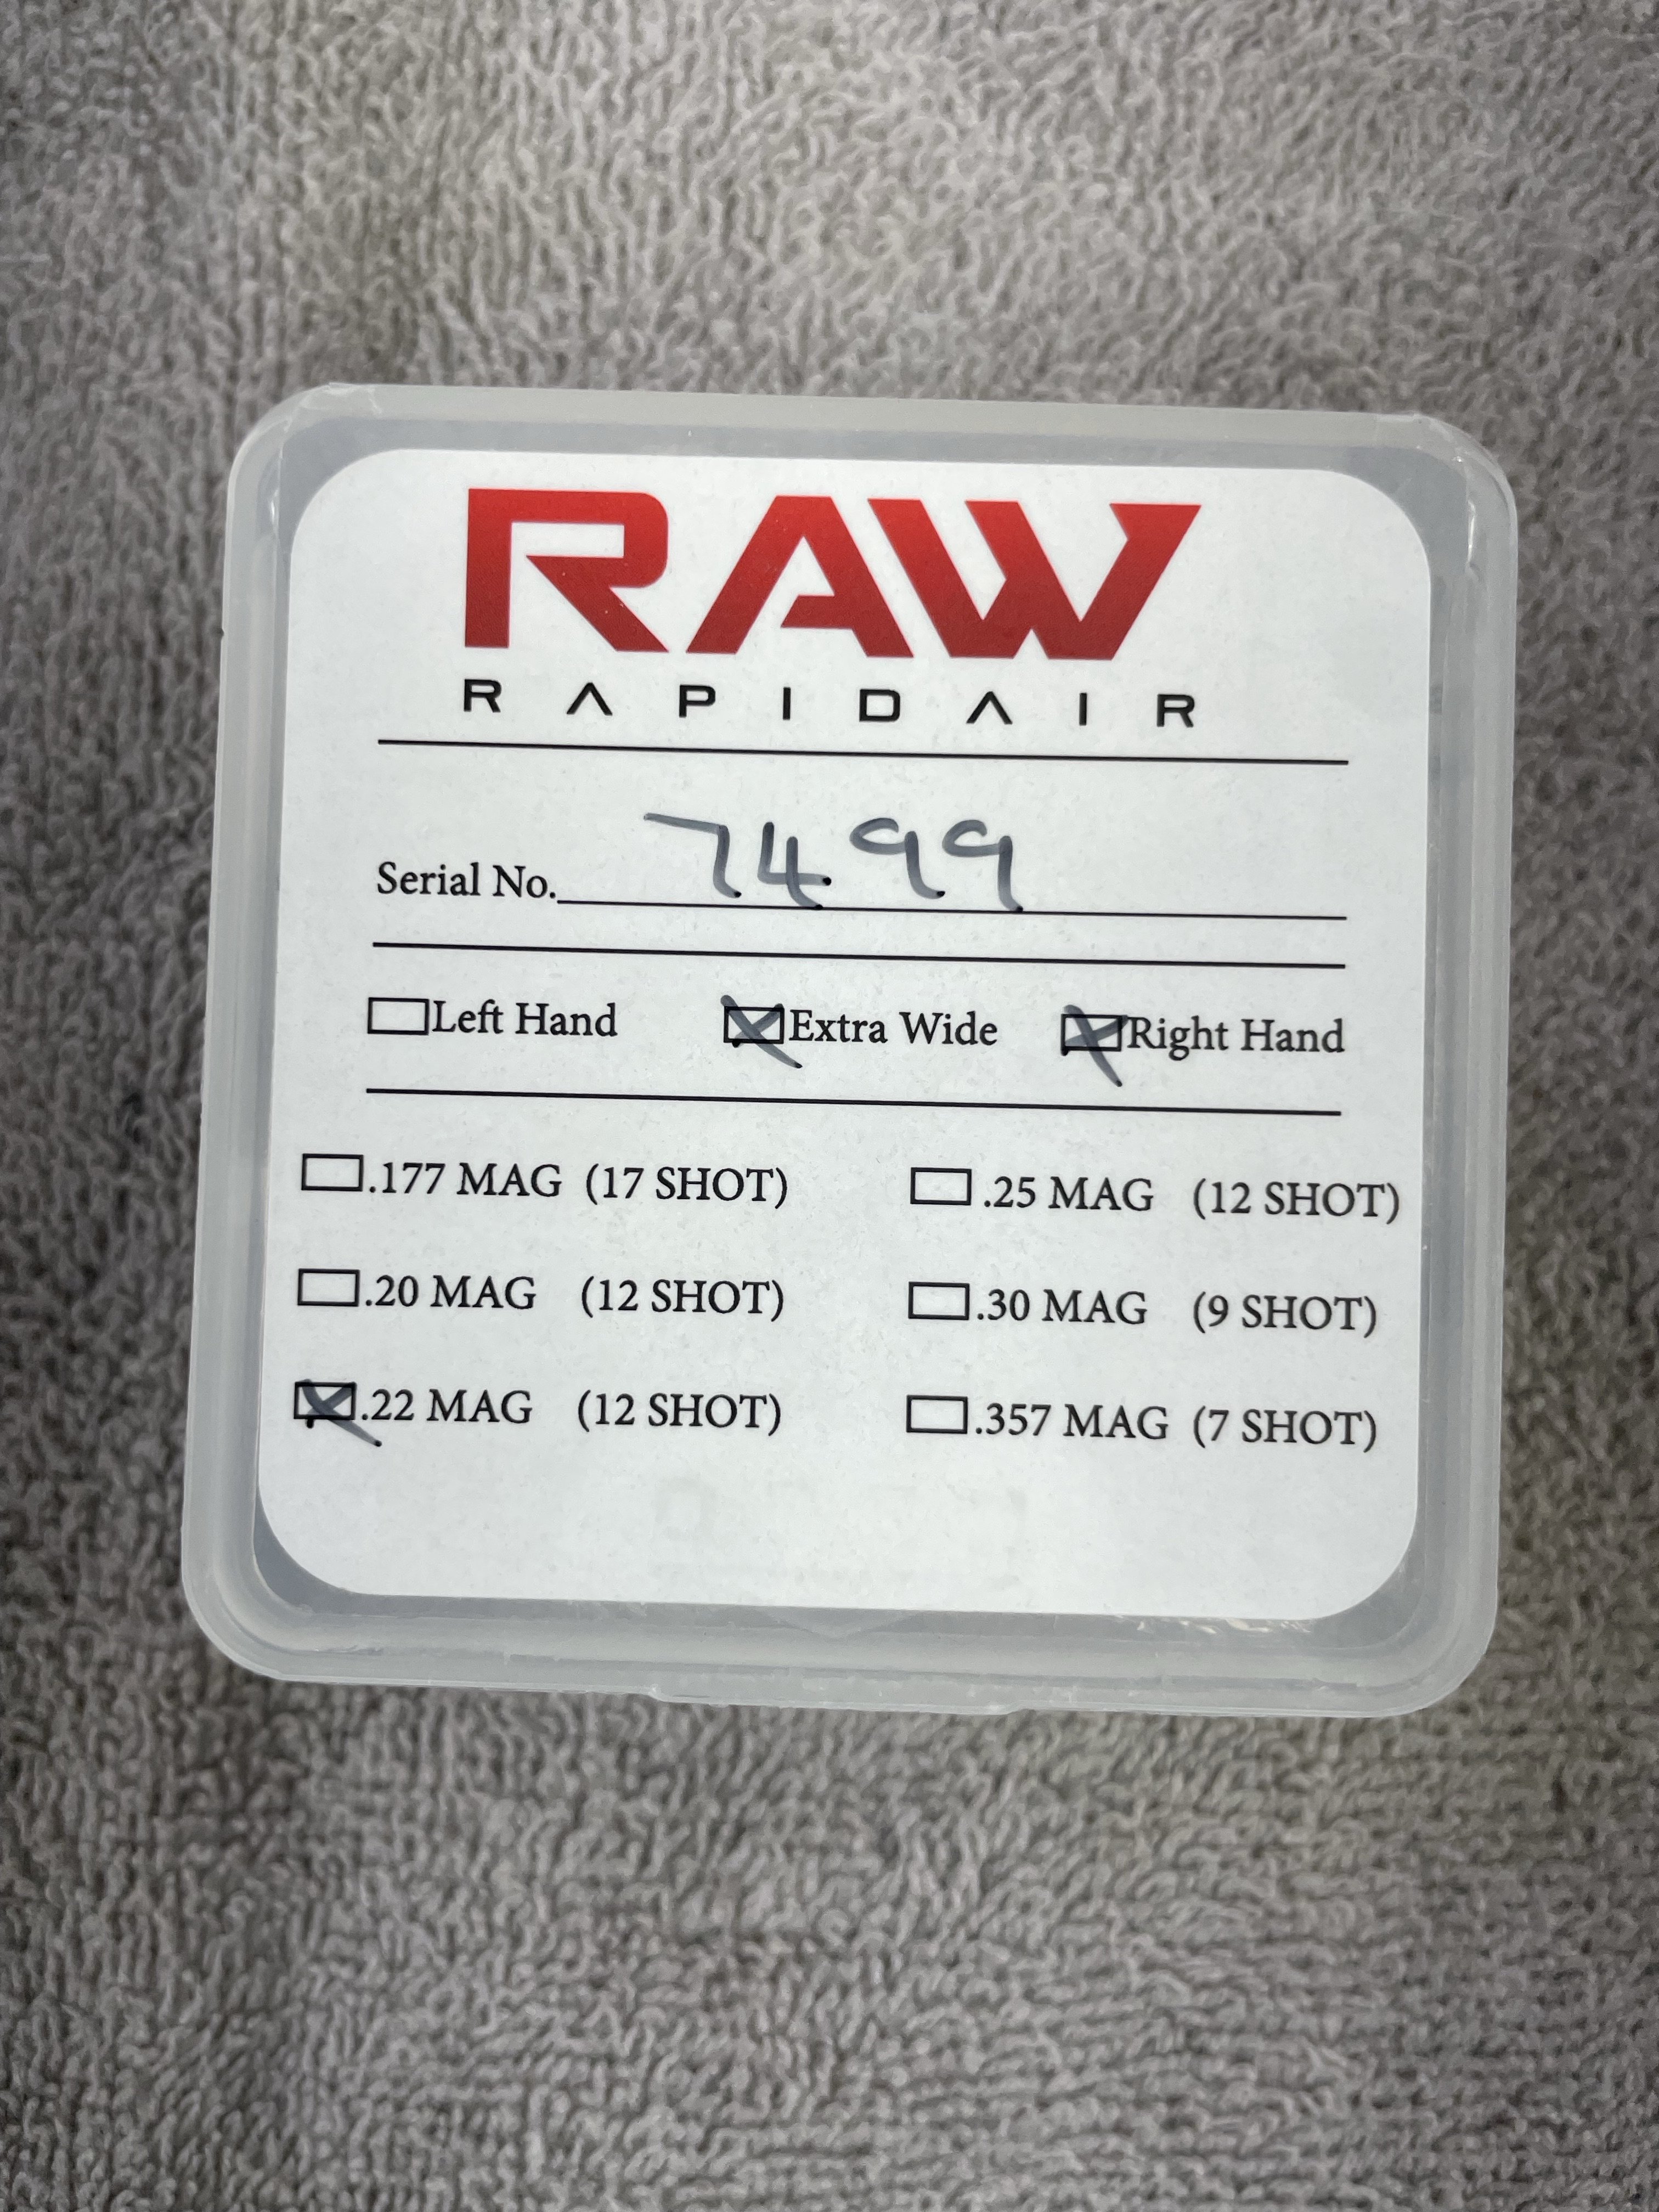 RAW
RAPIDAIR
Serial No. 7499
Left Hand Extra Wide Right Hand
.177 MAG (17 SHOT) .25 MAG (12 SHOT)
.20 MAG (12 SHOT) .30 MAG (9 SHOT)
.22 MAG (12 SHOT) .357 MAG (7 SHOT)